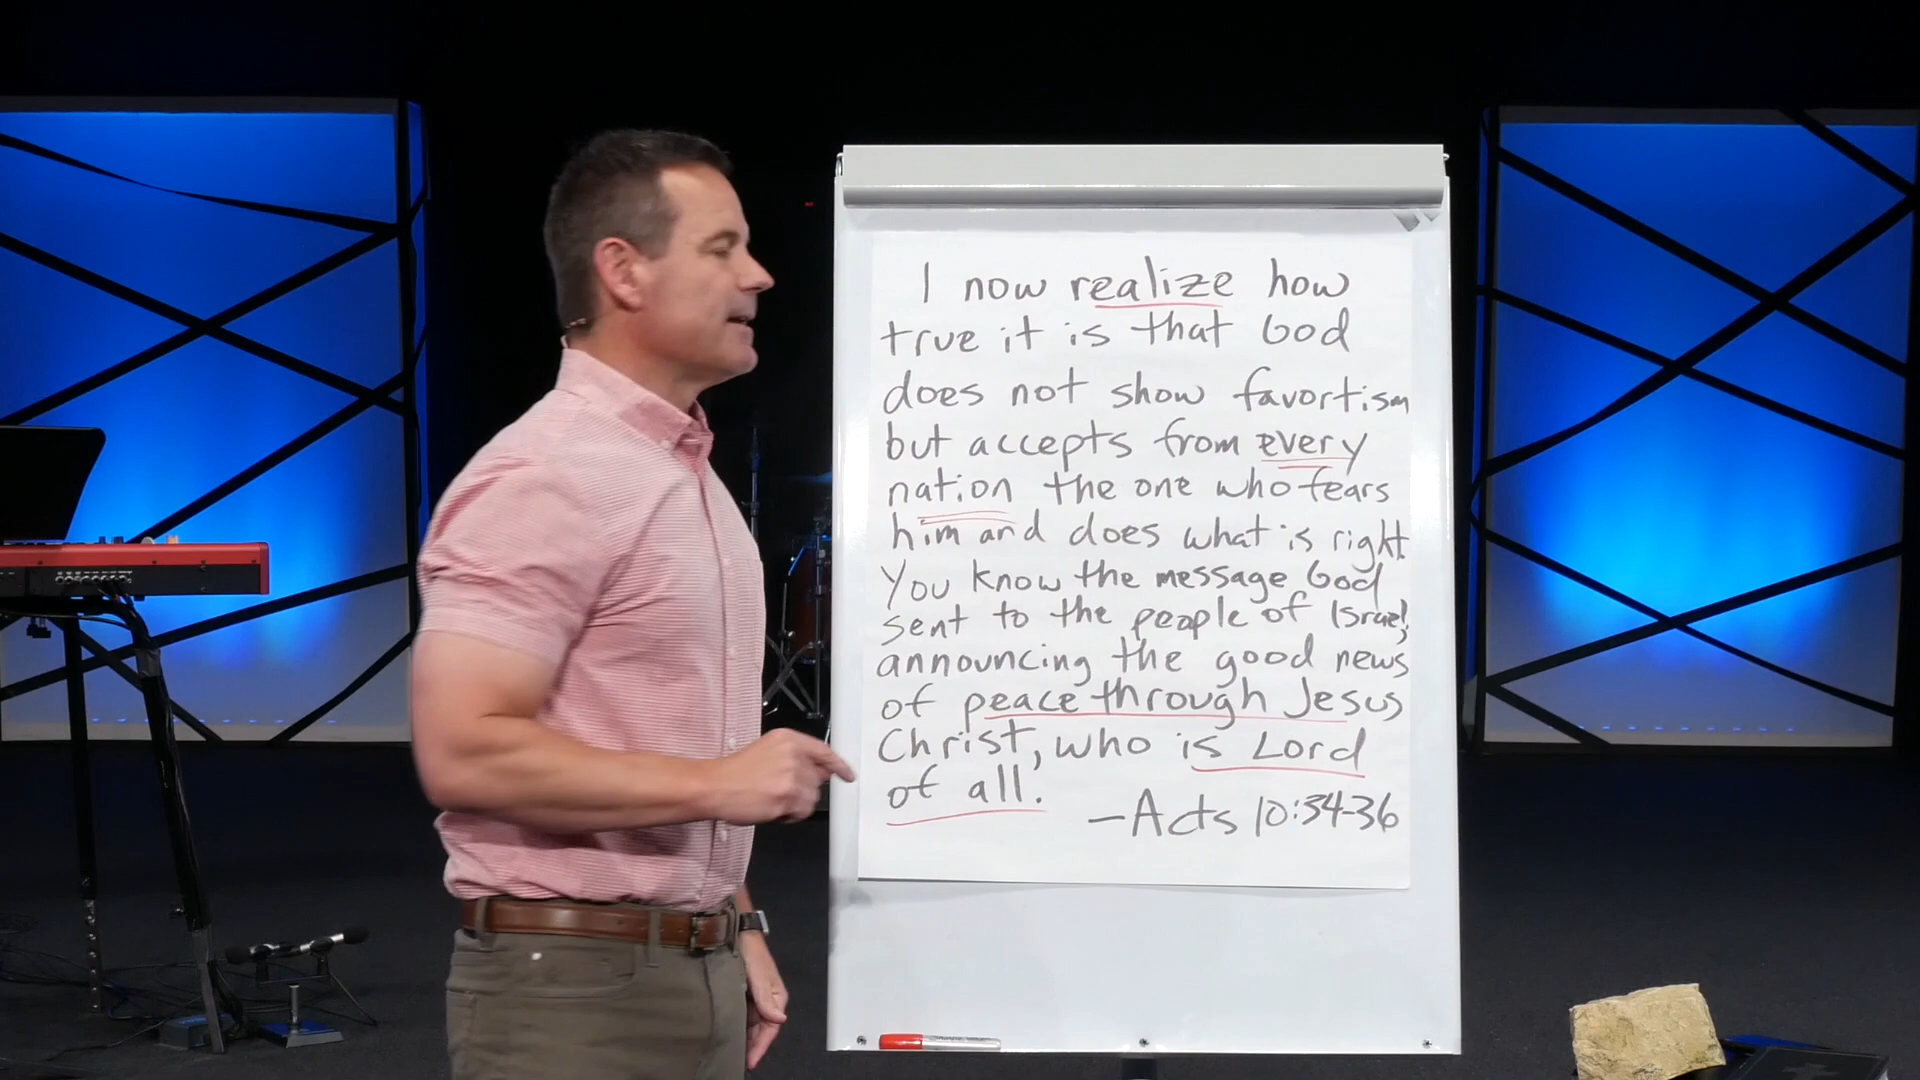 I now realize how
true it is that God
does not show favortism
but accepts from every
nation the one who fears
him and does what is right
You know the message God
sent to the people of Israel,
announcing the good news
of peace through Jesus
Christ, who is Lord
of all.
—Acts 10:34-36